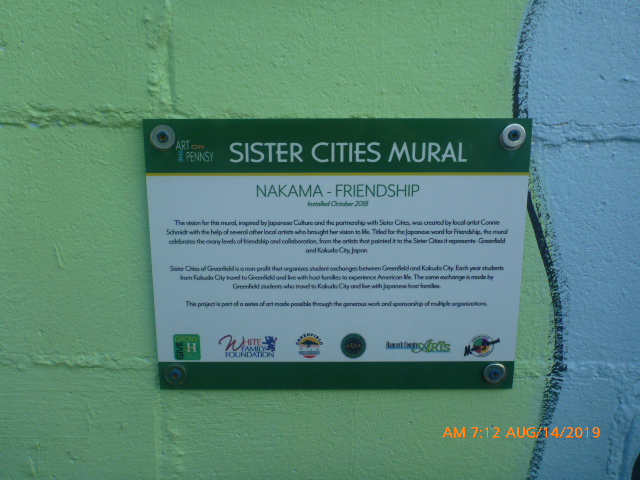 ART ON
THE PENNSY
SISTER CITIES MURAL
NAKAMA - FRIENDSHIP
Installed October 2018
The vision for this mural, inspired by Japanese Culture and the partnership with Sister Cities, was created by local artist Connie
Schmidt with the help of several other local artists who brought her vision to life. Titled for the Japanese word for Friendship, the mural
celebrates the many levels of friendship and collaboration, from the artists that painted it to the Sister Cities it represents- Greenfield
and Kakuda City, Japan.
Sister Cities of Greenfield is a non-profit that organizes student exchanges between Greenfield and Kakuda City. Each year students
from Kakuda City travel to Greenfield and live with host families to experience American life. The same exchange is made by
Greenfield students who travel to Kakuda City and live with Japanese host families.
This project is part of a series of art made possible through the generous work and sponsorship of multiple organizations.
GROW
H
WHITE
FAMILY
FOUNDATION
GREENFIELD
Hancock County
ARTS
AM 7:12 AUG/14/2019